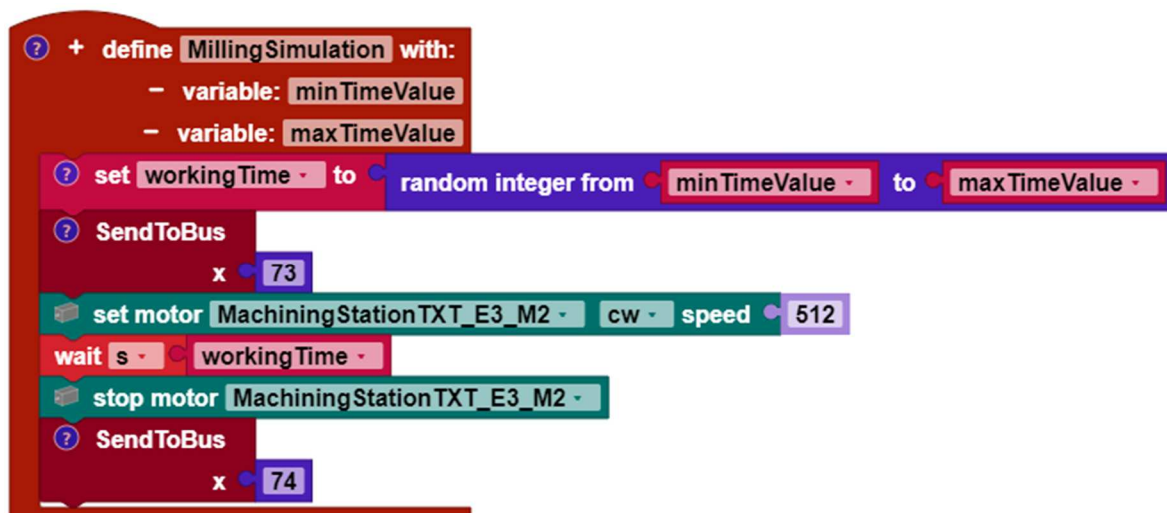 ? + define MillingSimulation with:
- variable: minTimeValue
- variable: maxTimeValue
? set workingTime to random integer from minTimeValue to maxTimeValue
? SendToBus
x 73
set motor MachiningStationTXT_E3_M2 cw speed 512
wait s workingTime
stop motor MachiningStationTXT_E3_M2
? SendToBus
x 74